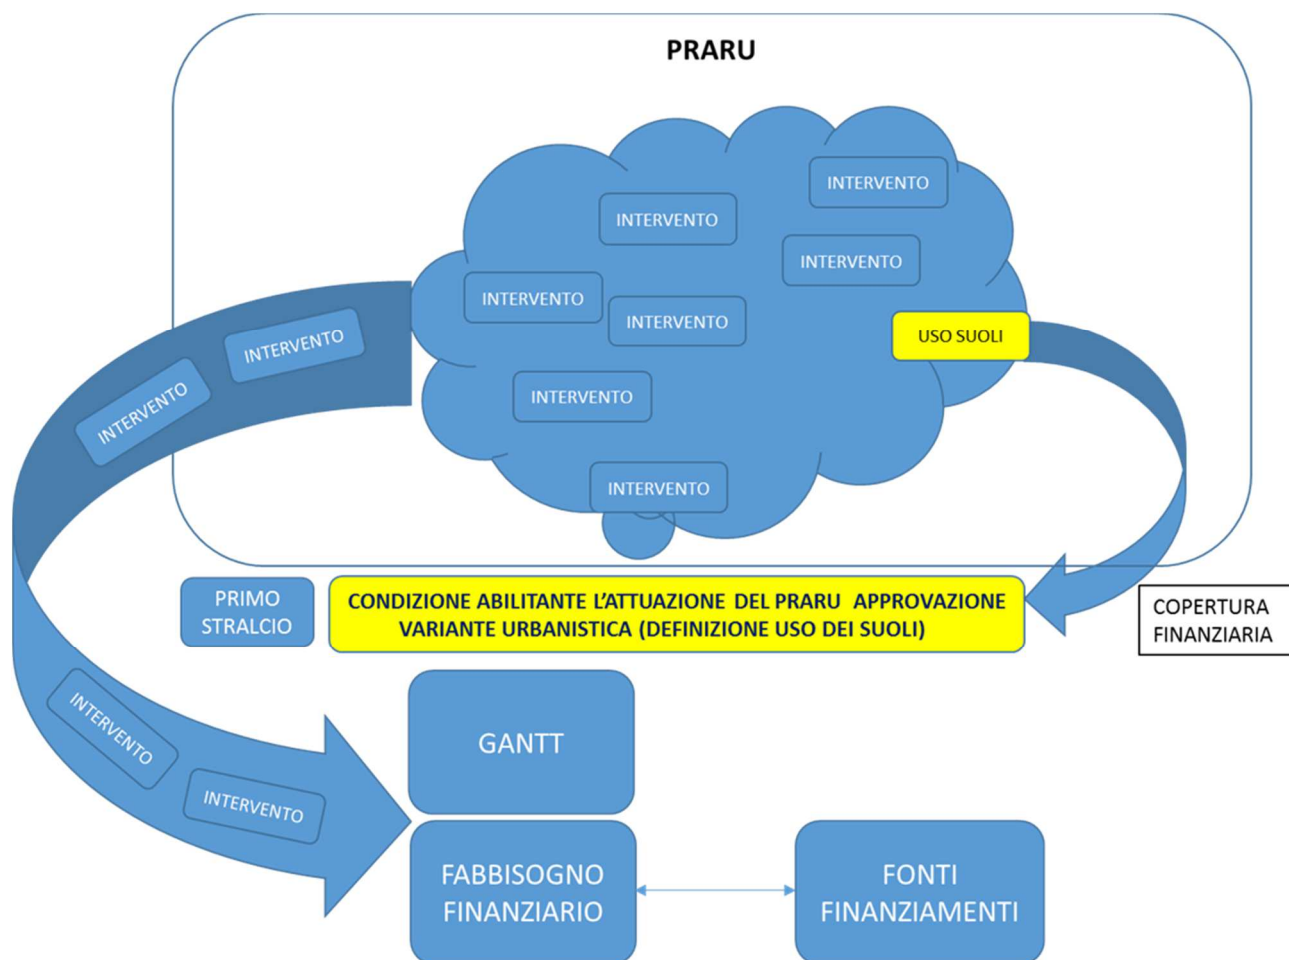 PRARU
INTERVENTO
INTERVENTO
INTERVENTO
INTERVENTO
INTERVENTO
USO SUOLI
INTERVENTO
INTERVENTO
INTERVENTO
INTERVENTO
PRIMO
STRALCIO
CONDIZIONE ABILITANTE L'ATTUAZIONE DEL PRARU APPROVAZIONE
VARIANTE URBANISTICA (DEFINIZIONE USO DEI SUOLI)
COPERTURA
FINANZIARIA
INTERVENTO
INTERVENTO
GANTT
FABBISOGNO
FINANZIARIO
FONTI
FINANZIAMENTI